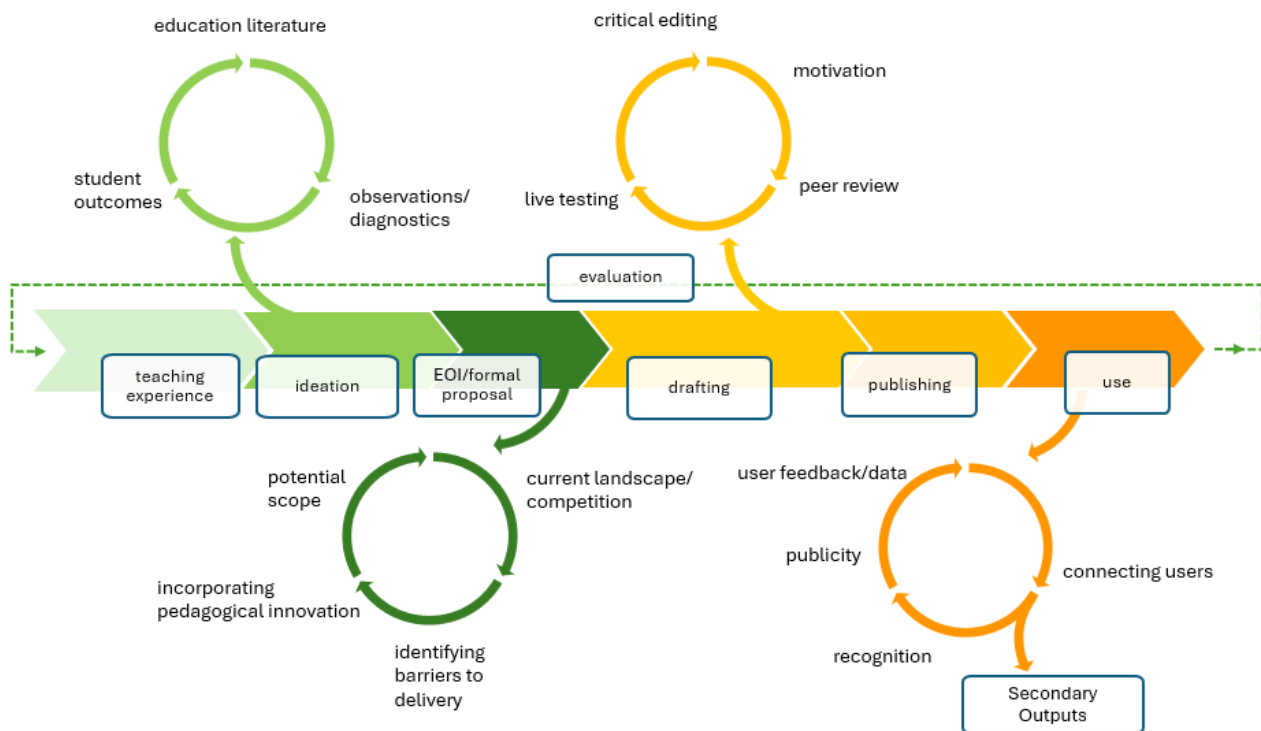 education literature
student
outcomes
observations/
diagnostics
critical editing
motivation
peer review
live testing
evaluation
teaching
experience
ideation
EOI/formal
proposal
drafting
publishing
use
potential
scope
current landscape/
competition
incorporating
pedagogical innovation
identifying
barriers to
delivery
user feedback/data
publicity
connecting users
recognition
Secondary
Outputs